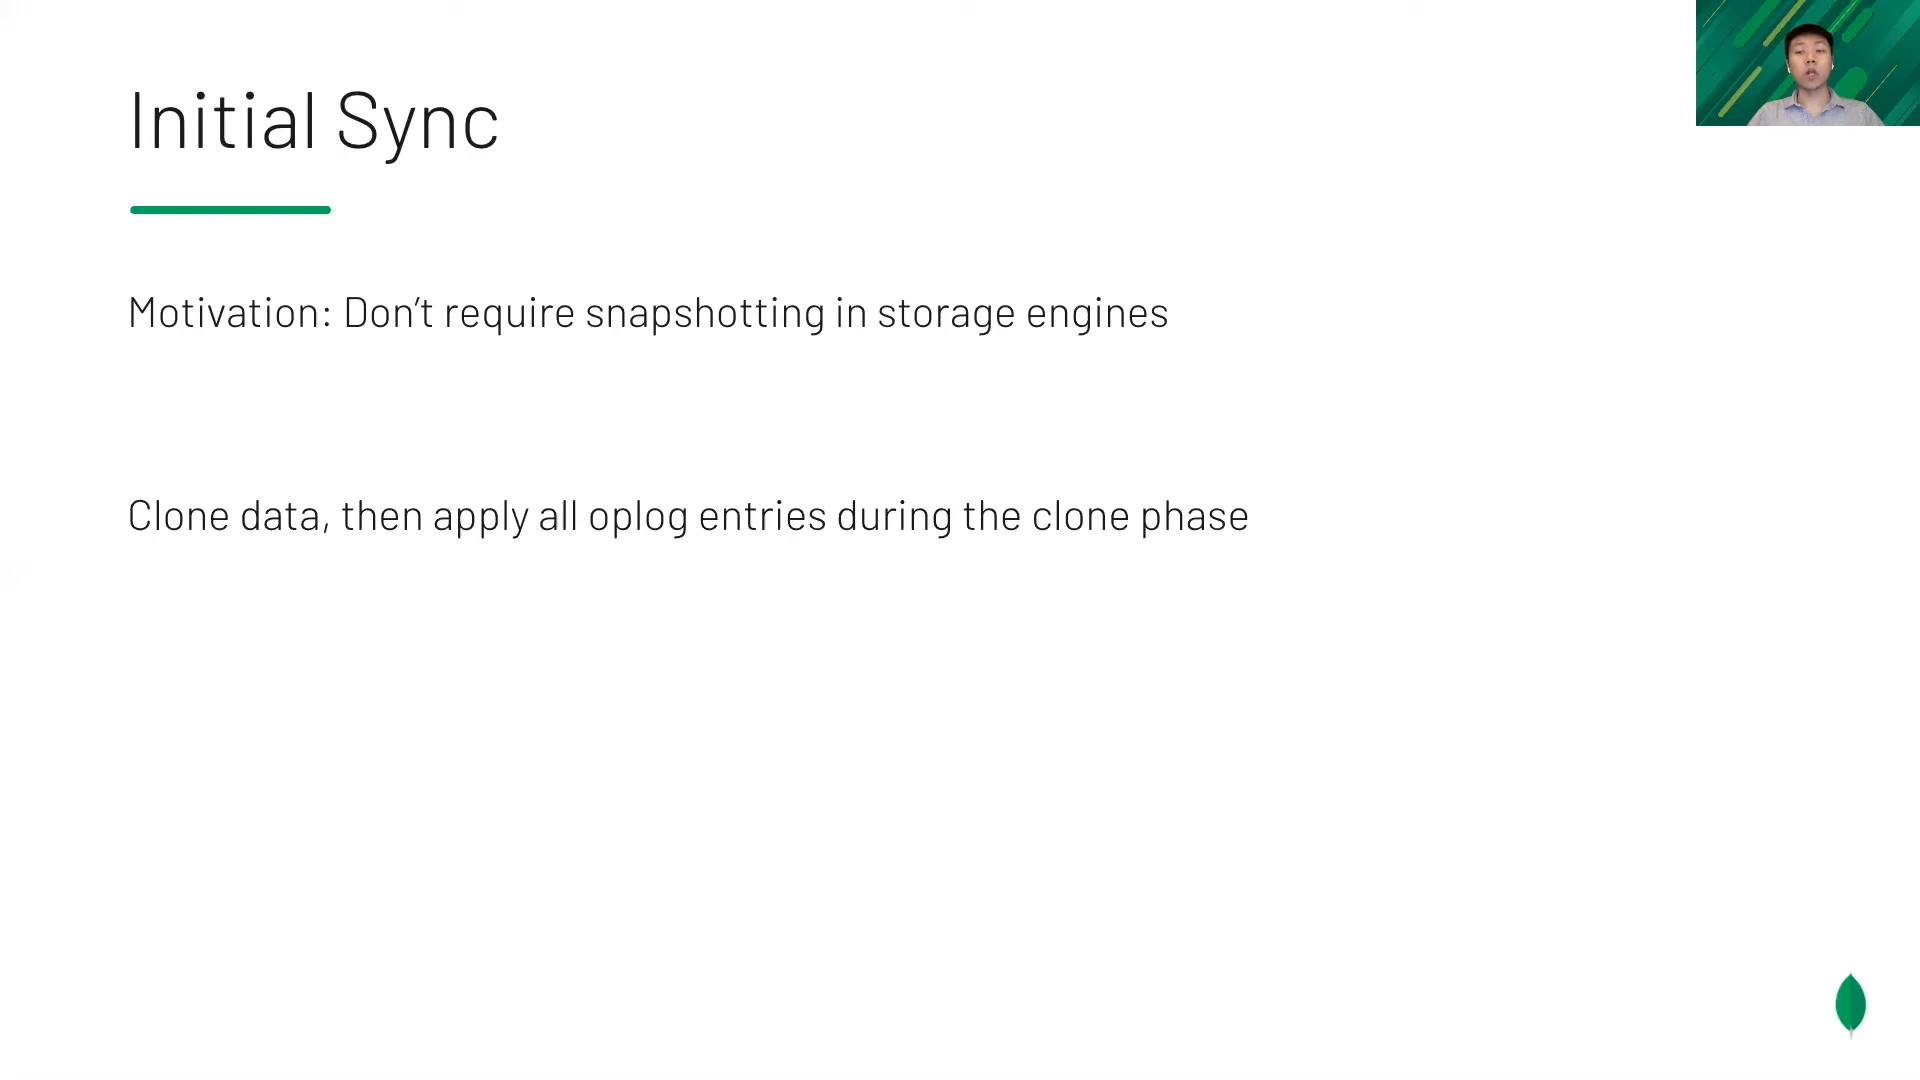 Initial Sync
Motivation: Don’t require snapshotting in storage engines
Clone data, then apply all oplog entries during the clone phase